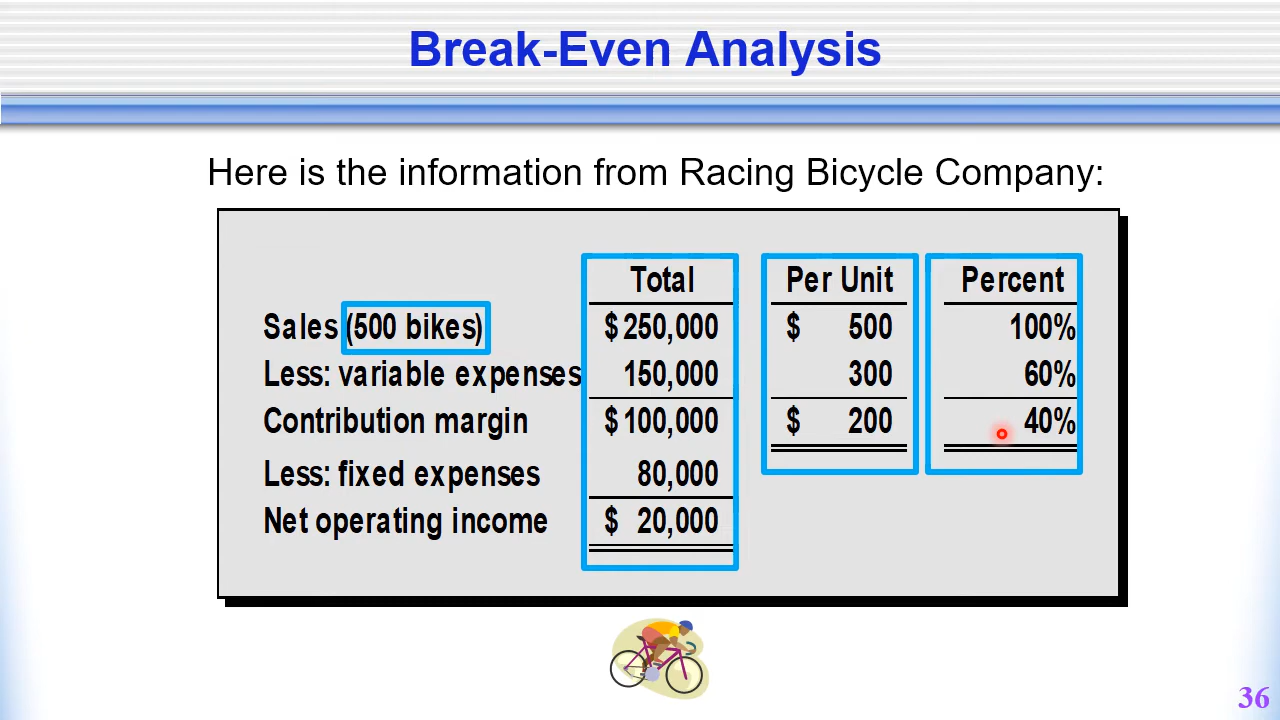 Break-Even Analysis
Here is the information from Racing Bicycle Company:
Total Per Unit Percent
Sales (500 bikes) $ 250,000 $ 500 100%
Less: variable expenses 150,000 300 60%
Contribution margin $ 100,000 $ 200 40%
Less: fixed expenses 80,000
Net operating income $ 20,000
36